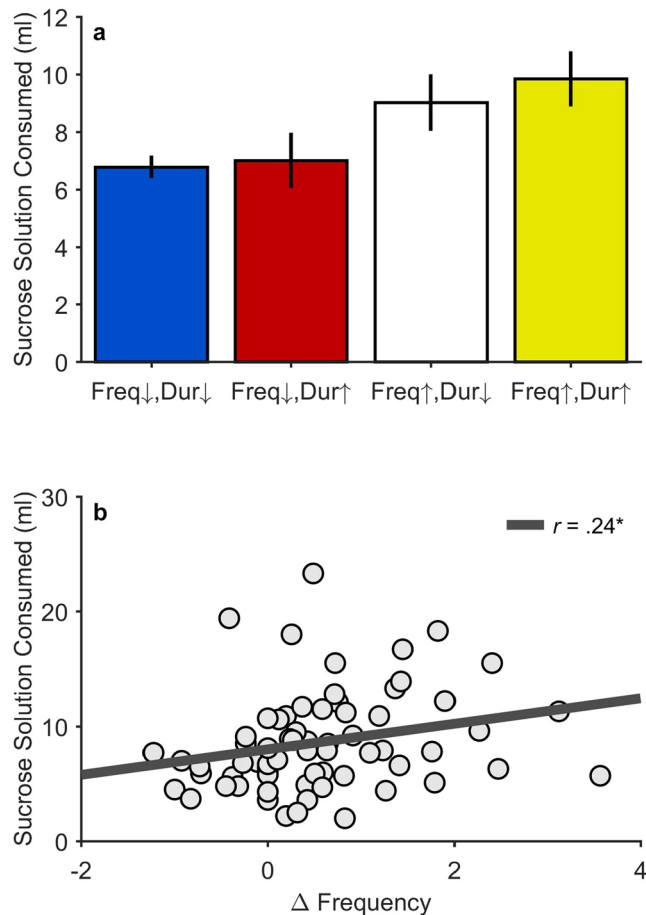 a
Sucrose Solution Consumed (ml)
12
10
8
6
4
2
0
Freq↓,Dur↓ Freq↓,Dur↑ Freq↑,Dur↓ Freq↑,Dur↑
b
Sucrose Solution Consumed (ml)
30
20
10
0
r = .24*
-2 0 2 4
Δ Frequency